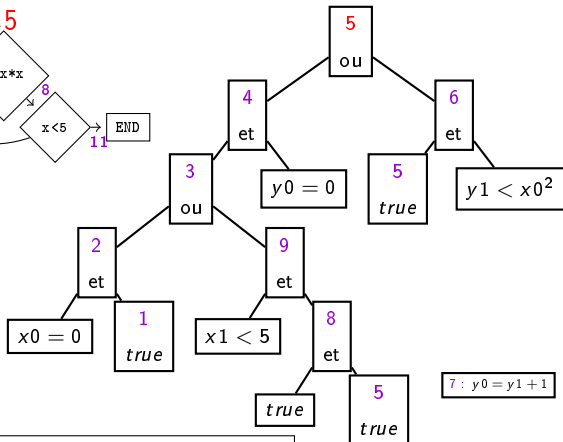 .5
x*x
8
x<5
11
END
5
ou
4
et
6
et
3
ou
y0 = 0
5
true
y1 < x0²
2
et
9
et
x0 = 0
1
true
x1 < 5
8
et
true
5
true
7 : y0 = y1 + 1